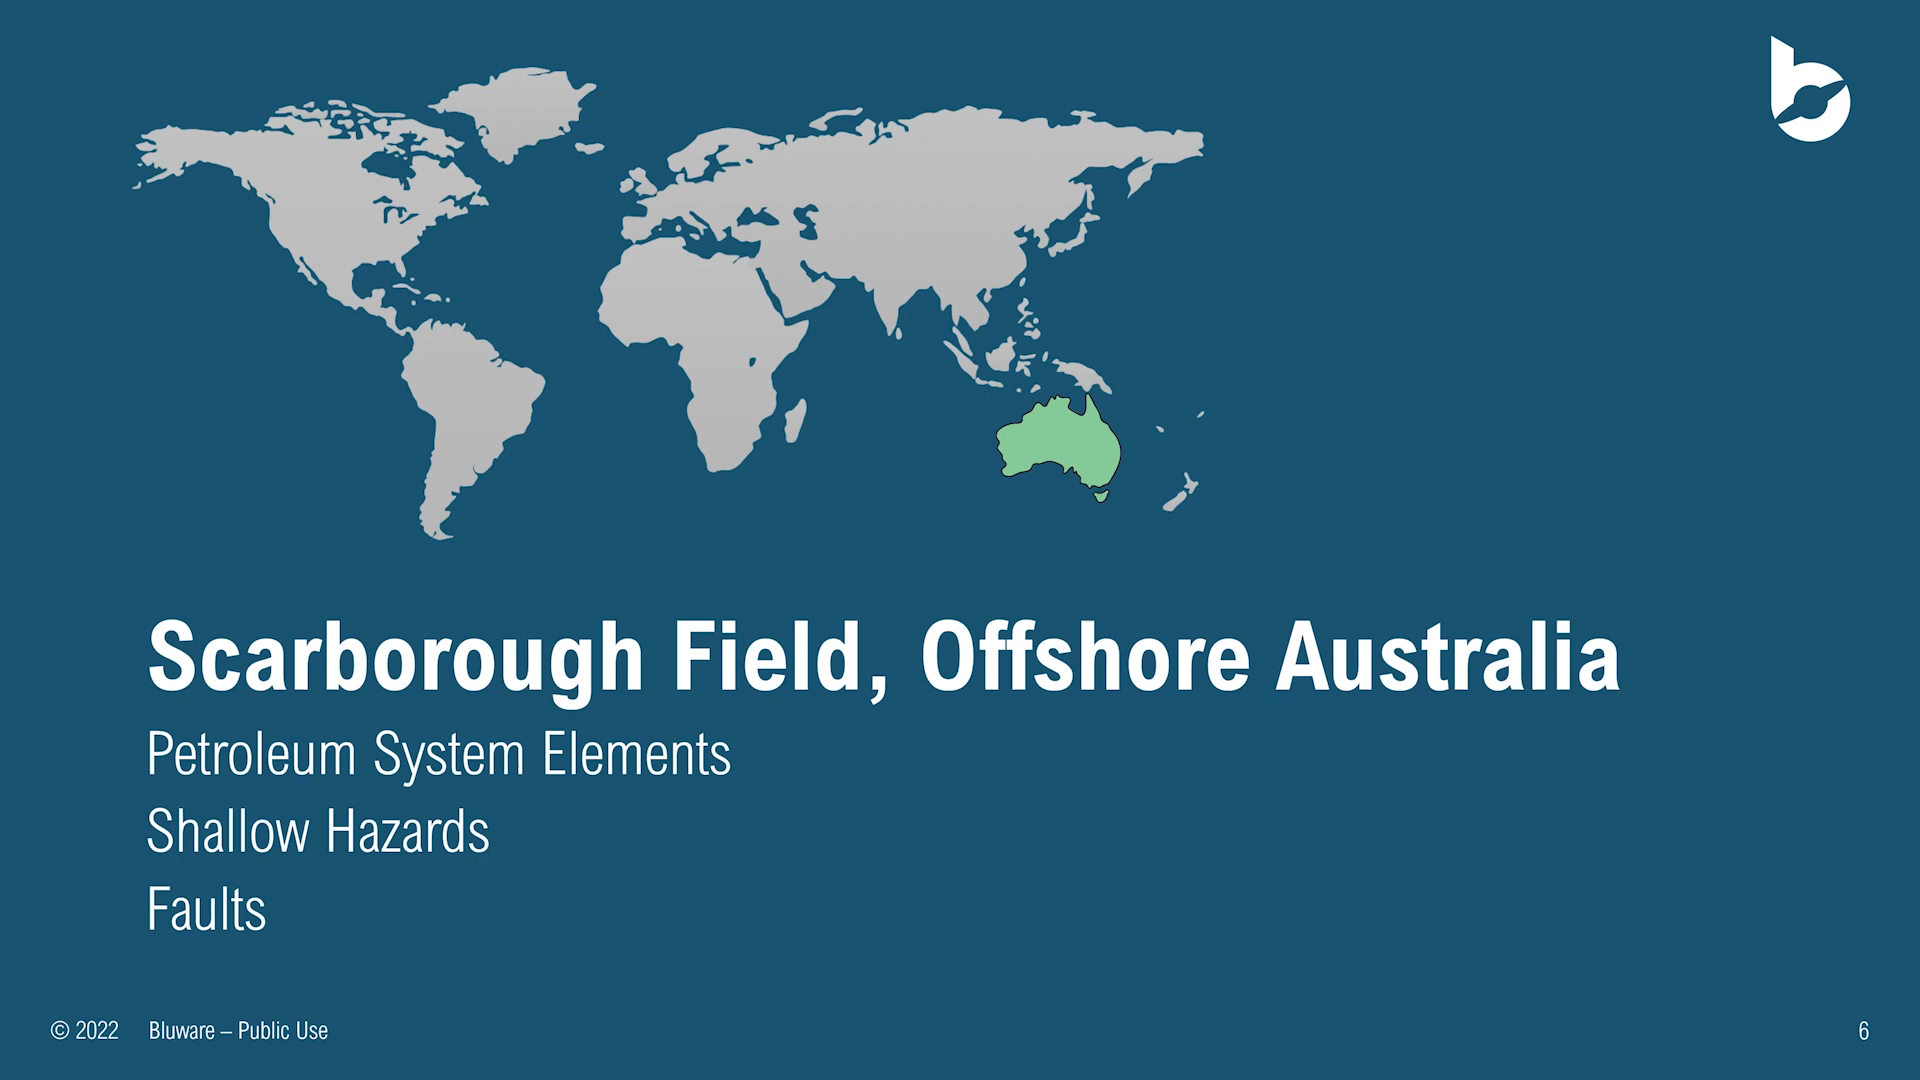 Scarborough Field, Offshore Australia
Petroleum System Elements
Shallow Hazards
Faults
© 2022 Bluware – Public Use
6